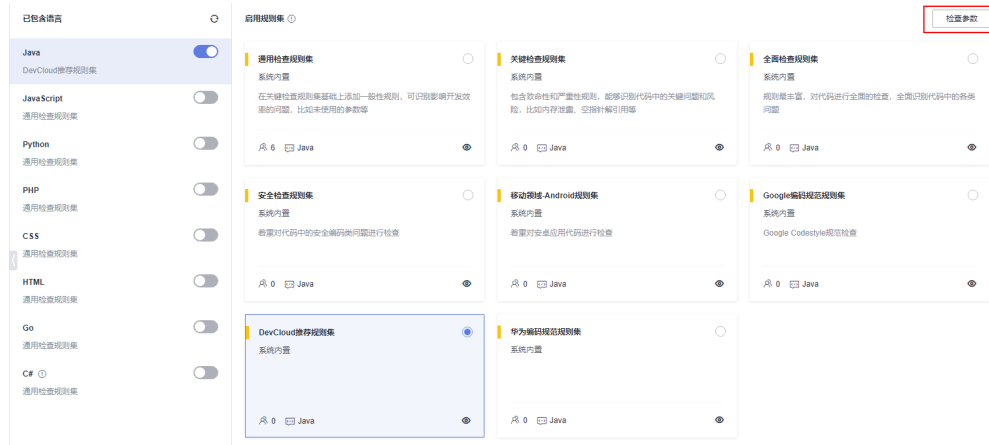 已包含语言
Java
DevCloud推荐规则集
JavaScript
通用检查规则集
Python
通用检查规则集
PHP
通用检查规则集
CSS
通用检查规则集
HTML
通用检查规则集
Go
通用检查规则集
C#
通用检查规则集
启用规则集
检查参数
通用检查规则集
系统内置
在关键检查规则集基础上添加一般性规则，可识别影响开发效
率的问题，比如未使用的参数等
6 Java
关键检查规则集
系统内置
包含致命性和严重性规则，能够识别代码中的关键问题和风
险，比如内存泄露、空指针解引用等
0 Java
全面检查规则集
系统内置
规则最丰富，对代码进行全面的检查，全面识别代码中的各类
问题
0 Java
安全检查规则集
系统内置
着重对代码中的安全编码类问题进行检查
0 Java
移动领域-Android规则集
系统内置
着重对安卓应用代码进行检查
0 Java
Google编码规范规则集
系统内置
Google Codestyle规范检查
0 Java
DevCloud推荐规则集
系统内置
0 Java
华为编码规范规则集
系统内置
0 Java